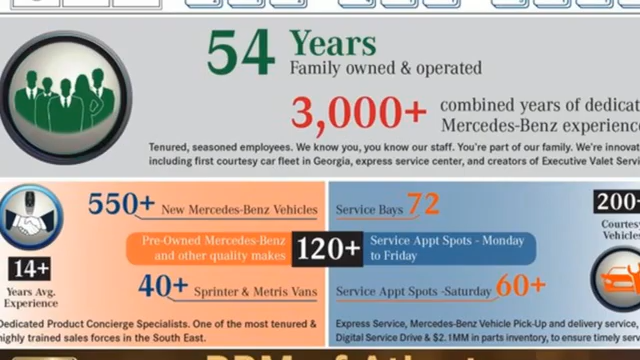 54 Years
Family owned & operated
3,000+ combined years of dedicat
Mercedes-Benz experienc
Tenured, seasoned employees. We know you, you know our staff. You're part of our family. We're innovat
including first courtesy car fleet in Georgia, express service center, and creators of Executive Valet Servi
550+ New Mercedes-Benz Vehicles
Pre-Owned Mercedes-Benz
and other quality makes
120+
40+ Sprinter & Metris Vans
14+
Years Avg.
Experience
Dedicated Product Concierge Specialists. One of the most tenured &
highly trained sales forces in the South East.
Service Bays 72
Service Appt Spots - Monday
to Friday
Service Appt Spots -Saturday 60+
200+
Courtes
Vehicles
Express Service, Mercedes-Benz Vehicle Pick-Up and delivery service,
Digital Service Drive & $2.1MM in parts inventory, to ensure timely serv